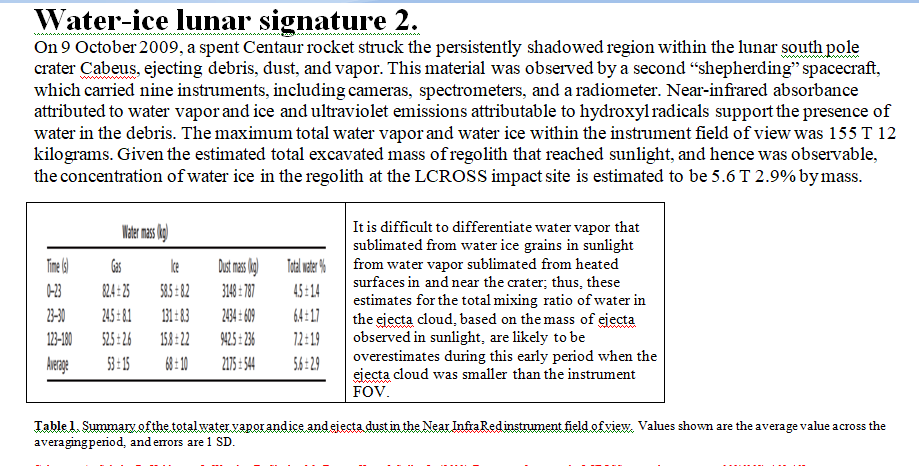 Water-ice lunar signature 2.
On 9 October 2009, a spent Centaur rocket struck the persistently shadowed region within the lunar south pole
crater Cabeus, ejecting debris, dust, and vapor. This material was observed by a second “shepherding” spacecraft,
which carried nine instruments, including cameras, spectrometers, and a radiometer. Near-infrared absorbance
attributed to water vapor and ice and ultraviolet emissions attributable to hydroxyl radicals support the presence of
water in the debris. The maximum total water vapor and water ice within the instrument field of view was 155 T 12
kilograms. Given the estimated total excavated mass of regolith that reached sunlight, and hence was observable,
the concentration of water ice in the regolith at the LCROSS impact site is estimated to be 5.6 T 2.9% by mass.
Water mass (kg)
Time (s) Gas Ice Dust mass (kg) Total water %
0-23 82.4 ± 25 58.5 ± 8.2 3148 ± 787 4.5 ± 1.4
23-30 24.5 ± 8.1 131 ± 8.3 2434 ± 609 6.4 ± 1.7
123-180 52.5 ± 2.6 15.8 ± 2.2 942.5 ± 236 7.2 ± 1.9
Average 53 ± 15 68 ± 10 2175 ± 544 5.6 ± 2.9
It is difficult to differentiate water vapor that
sublimated from water ice grains in sunlight
from water vapor sublimated from heated
surfaces in and near the crater; thus, these
estimates for the total mixing ratio of water in
the ejecta cloud, based on the mass of ejecta
observed in sunlight, are likely to be
overestimates during this early period when the
ejecta cloud was smaller than the instrument
FOV.
Table 1. Summary of the total water vapor and ice and ejecta dust in the Near InfraRed instrument field of view. Values shown are the average value across the
averaging period, and errors are 1 SD.